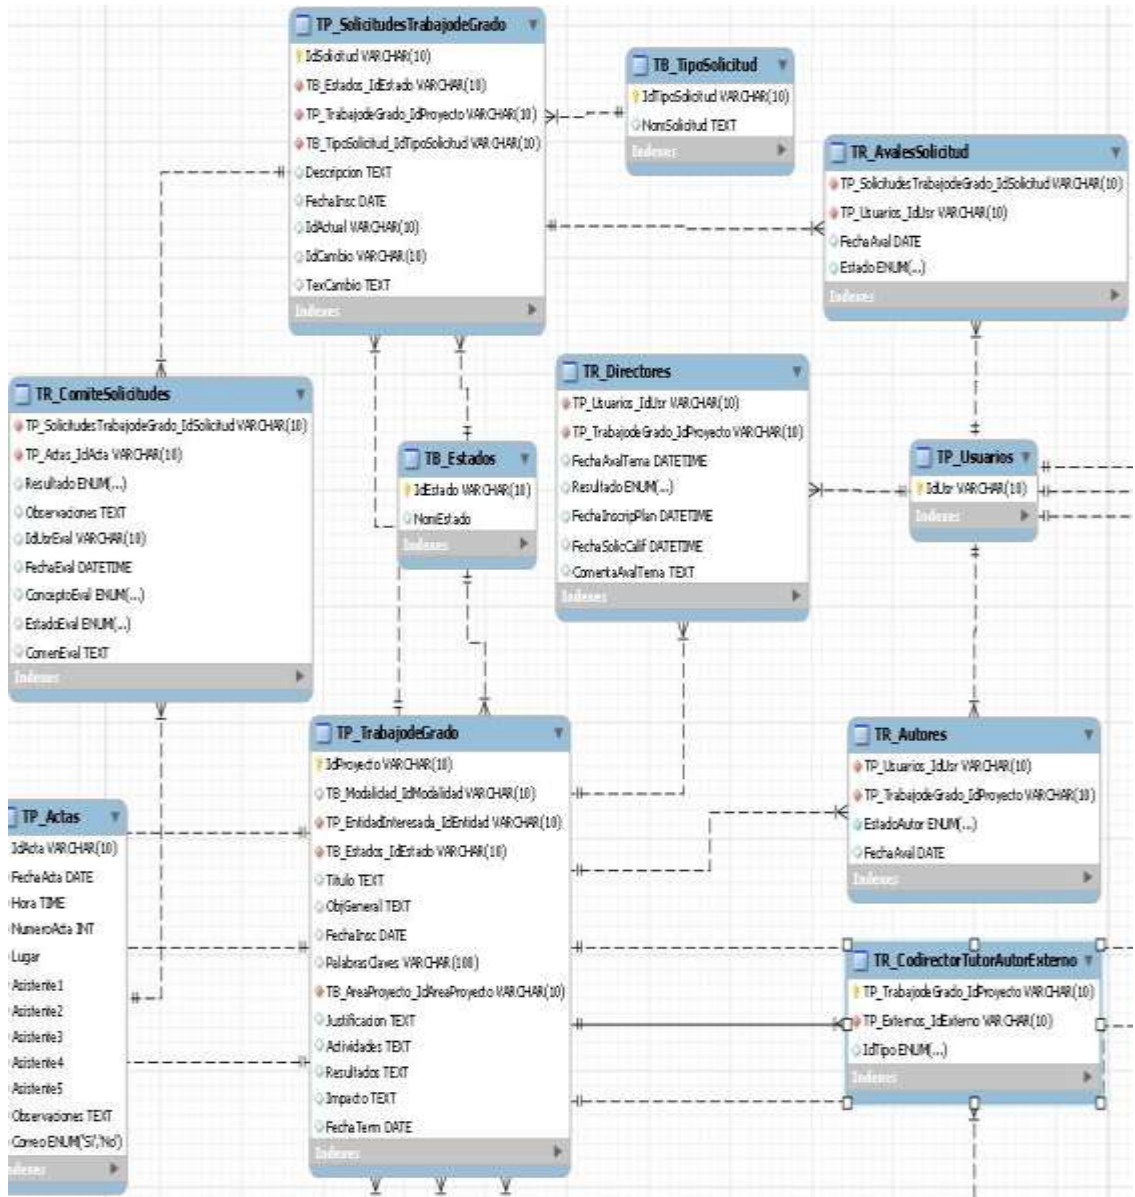 TP_SolicitudesTrabajodeGrado
IdSolicitud VARCHAR(10)
TB_Estados_IdEstado VARCHAR(10)
TP_TrabajodeGrado_IdProyecto VARCHAR(10)
TB_TipoSolicitud_IdTipoSolicitud VARCHAR(10)
Descripcion TEXT
FechaInsc DATE
IdActual VARCHAR(10)
IdCambio VARCHAR(10)
TexCambio TEXT
Indexes
TB_TipoSolicitud
IdTipoSolicitud VARCHAR(10)
NomSolicitud TEXT
Indexes
TR_AvalesSolicitud
TP_SolicitudesTrabajodeGrado_IdSolicitud VARCHAR(10)
TP_Usuarios_IdUsr VARCHAR(10)
FechaAval DATE
Estado ENUM(...)
Indexes
TR_ComiteSolicitudes
TP_SolicitudesTrabajodeGrado_IdSolicitud VARCHAR(10)
TP_Actas_IdActa VARCHAR(10)
Resultado ENUM(...)
Observaciones TEXT
IdUsrEval VARCHAR(10)
FechaEval DATETIME
ConceptoEval ENUM(...)
EstadoEval ENUM(...)
ComenEval TEXT
Indexes
TB_Estados
IdEstado VARCHAR(10)
NomEstado
Indexes
TR_Directores
TP_Usuarios_IdUsr VARCHAR(10)
TP_TrabajodeGrado_IdProyecto VARCHAR(10)
FechaAvalTema DATETIME
Resultado ENUM(...)
FechaInscripPlan DATETIME
FechaSolicCalif DATETIME
ComentaAvalTema TEXT
Indexes
TP_Usuarios
IdUsr VARCHAR(10)
Indexes
TP_TrabajodeGrado
IdProyecto VARCHAR(10)
TB_Modalidad_IdModalidad VARCHAR(10)
TP_EntidadInteresada_IdEntidad VARCHAR(10)
TB_Estados_IdEstado VARCHAR(10)
Titulo TEXT
ObjGeneral TEXT
FechaInsc DATE
PalabrasClaves VARCHAR(100)
TB_AreaProyecto_IdAreaProyecto VARCHAR(10)
Justificacion TEXT
Actividades TEXT
Resultados TEXT
Impacto TEXT
FechaTerm DATE
Indexes
TR_Autores
TP_Usuarios_IdUsr VARCHAR(10)
TP_TrabajodeGrado_IdProyecto VARCHAR(10)
EstadoAutor ENUM(...)
FechaAval DATE
Indexes
TP_Actas
IdActa VARCHAR(10)
FechaActa DATE
Hora TIME
NumeroActa INT
Lugar
Asistente1
Asistente2
Asistente3
Asistente4
Asistente5
Observaciones TEXT
Correo ENUM('Si','No')
Indexes
TR_CodirectorTutorAutorExterno
TP_TrabajodeGrado_IdProyecto VARCHAR(10)
TP_Externos_IdExterno VARCHAR(10)
IdTipo ENUM(...)
Indexes